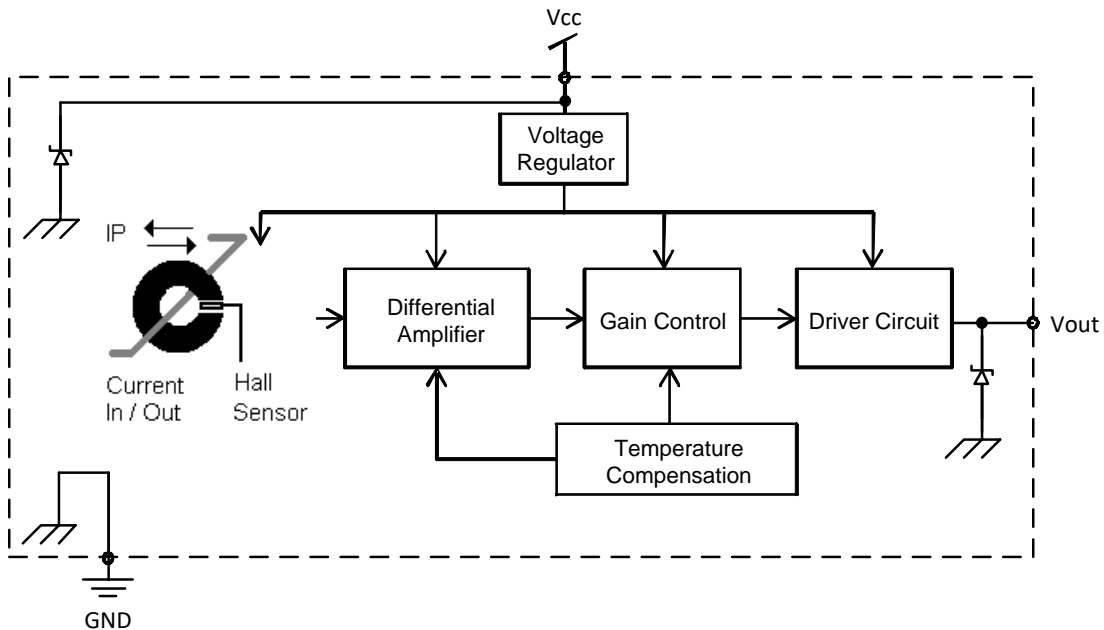 Vcc
Voltage
Regulator
IP
Differential
Amplifier
Gain Control
Driver Circuit
Vout
Current
In / Out
Hall
Sensor
Temperature
Compensation
GND